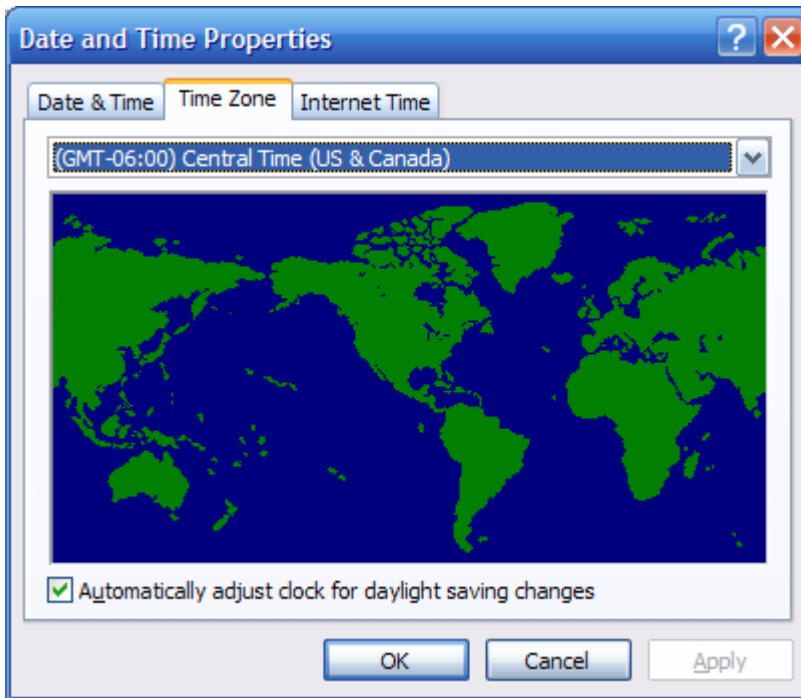 Date and Time Properties
Date & Time Time Zone Internet Time
(GMT-06:00) Central Time (US & Canada)
Automatically adjust clock for daylight saving changes
OK Cancel Apply